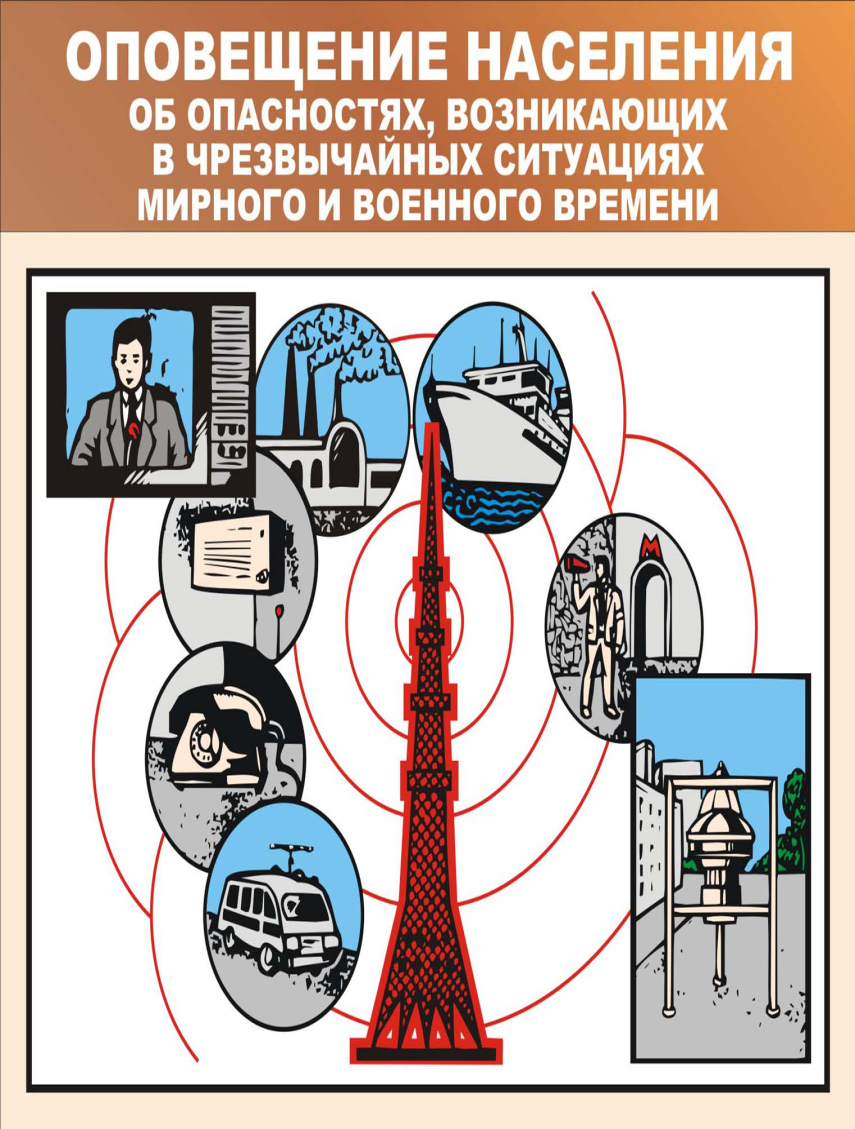 ОПОВЕЩЕНИЕ НАСЕЛЕНИЯ
ОБ ОПАСНОСТЯХ, ВОЗНИКАЮЩИХ
В ЧРЕЗВЫЧАЙНЫХ СИТУАЦИЯХ
МИРНОГО И ВОЕННОГО ВРЕМЕНИ
М